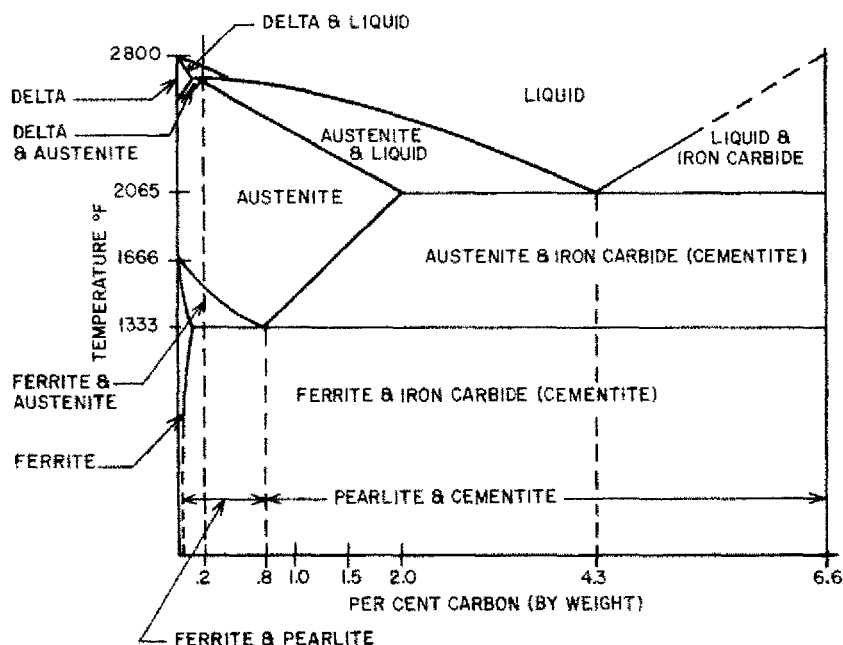 DELTA & LIQUID
2800
DELTA
DELTA
& AUSTENITE
LIQUID
AUSTENITE
& LIQUID
LIQUID &
IRON CARBIDE
2065
AUSTENITE
TEMPERATURE °F
1666
AUSTENITE & IRON CARBIDE (CEMENTITE)
1333
FERRITE &
AUSTENITE
FERRITE & IRON CARBIDE (CEMENTITE)
FERRITE
PEARLITE & CEMENTITE
.2
.8
1.0
1.5
2.0
4.3
6.6
PER CENT CARBON (BY WEIGHT)
FERRITE & PEARLITE